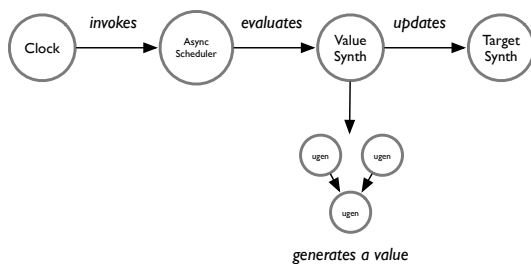 invokes
evaluates
updates
Clock
Async
Scheduler
Value
Synth
Target
Synth
ugen
ugen
ugen
generates a value